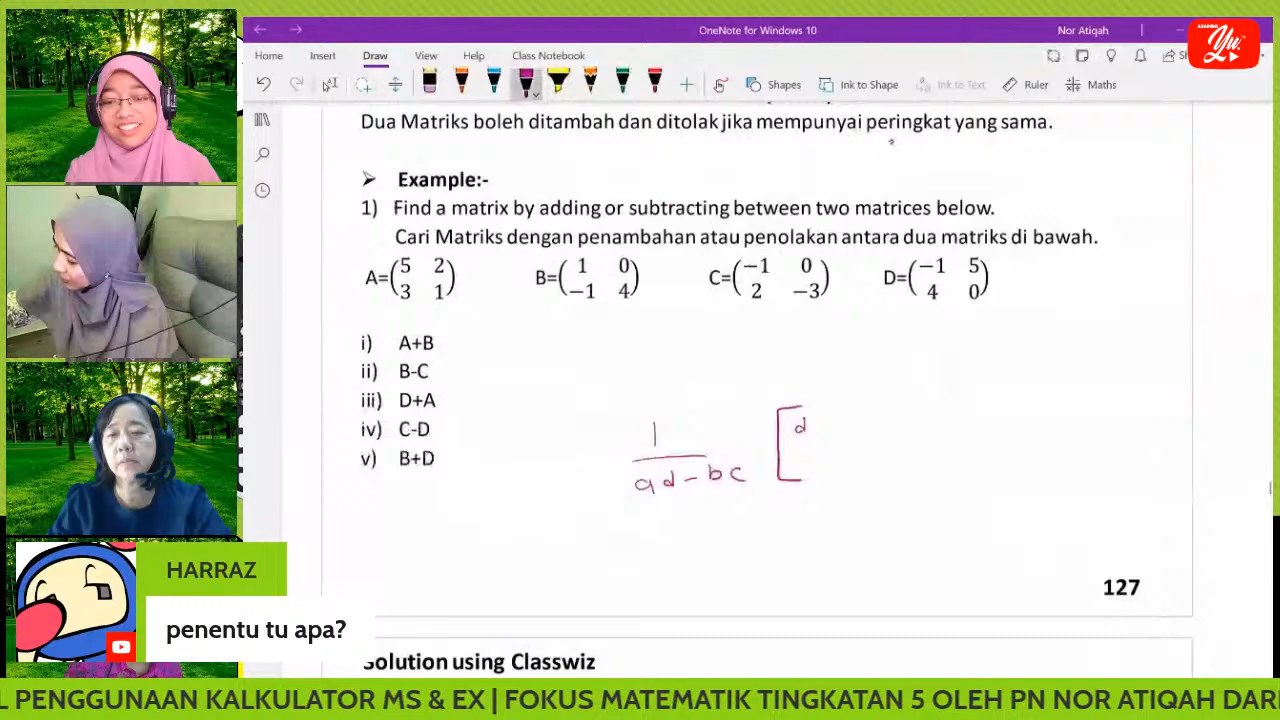 OneNote for Windows 10
Nor Atiqah
AKADEMI
Yu
Home Insert Draw View Help Class Notebook
Shapes Ink to Shape Ink to Text Ruler Maths
Dua Matriks boleh ditambah dan ditolak jika mempunyai peringkat yang sama.
➤ Example:-
1) Find a matrix by adding or subtracting between two matrices below.
Cari Matriks dengan penambahan atau penolakan antara dua matriks di bawah.
A=(5 2 B=(1 0 C=(−1 0 D=(−1 5
3 1) −1 4) 2 −3) 4 0)
i) A+B
ii) B-C
iii) D+A
iv) C-D
v) B+D
1 [d
ad-bc
127
HARRAZ
penentu tu apa?
Solution using Classwiz
L PENGGUNAAN KALKULATOR MS & EX | FOKUS MATEMATIK TINGKATAN 5 OLEH PN NOR ATIQAH DAR